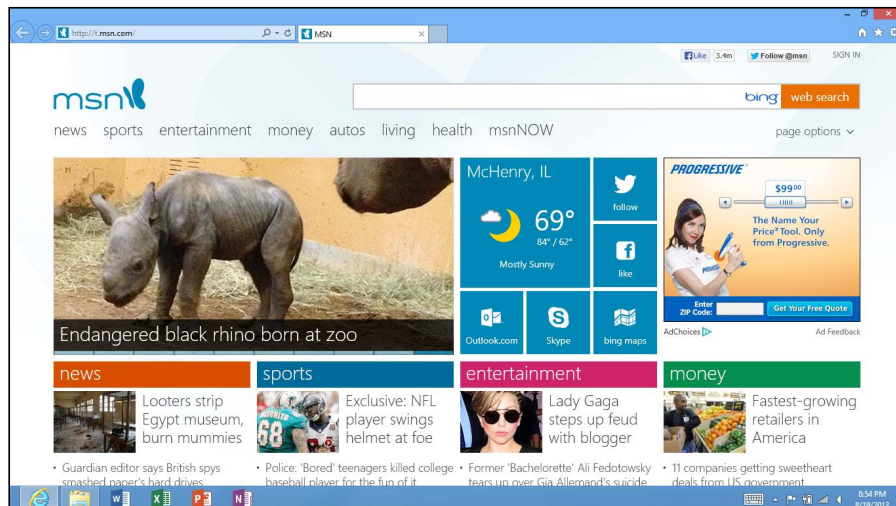 http://t.msn.com/
MSN
Like 3.4m Follow @msn SIGN IN
msn
bing web search
news sports entertainment money autos living health msnNOW
page options
McHenry, IL
69°
84° / 62°
Mostly Sunny
follow
like
Outlook.com
Skype
bing maps
Endangered black rhino born at zoo
PROGRESSIVE
$99.00
The Name Your
Price® Tool. Only
from Progressive.
Enter
ZIP Code:
Get Your Free Quote
AdChoices
Ad Feedback
news
Looters strip
Egypt museum,
burn mummies
• Guardian editor says British spys
smashed paper's hard drives
sports
Exclusive: NFL
player swings
helmet at foe
• Police: 'Bored' teenagers killed college
baseball player for the fun of it
entertainment
Lady Gaga
steps up feud
with blogger
• Former 'Bachelorette' Ali Fedotowsky
tears up over Gia Allemand's suicide
money
Fastest-growing
retailers in
America
• 11 companies getting sweetheart
deals from US government
8:54 PM
8/19/2013